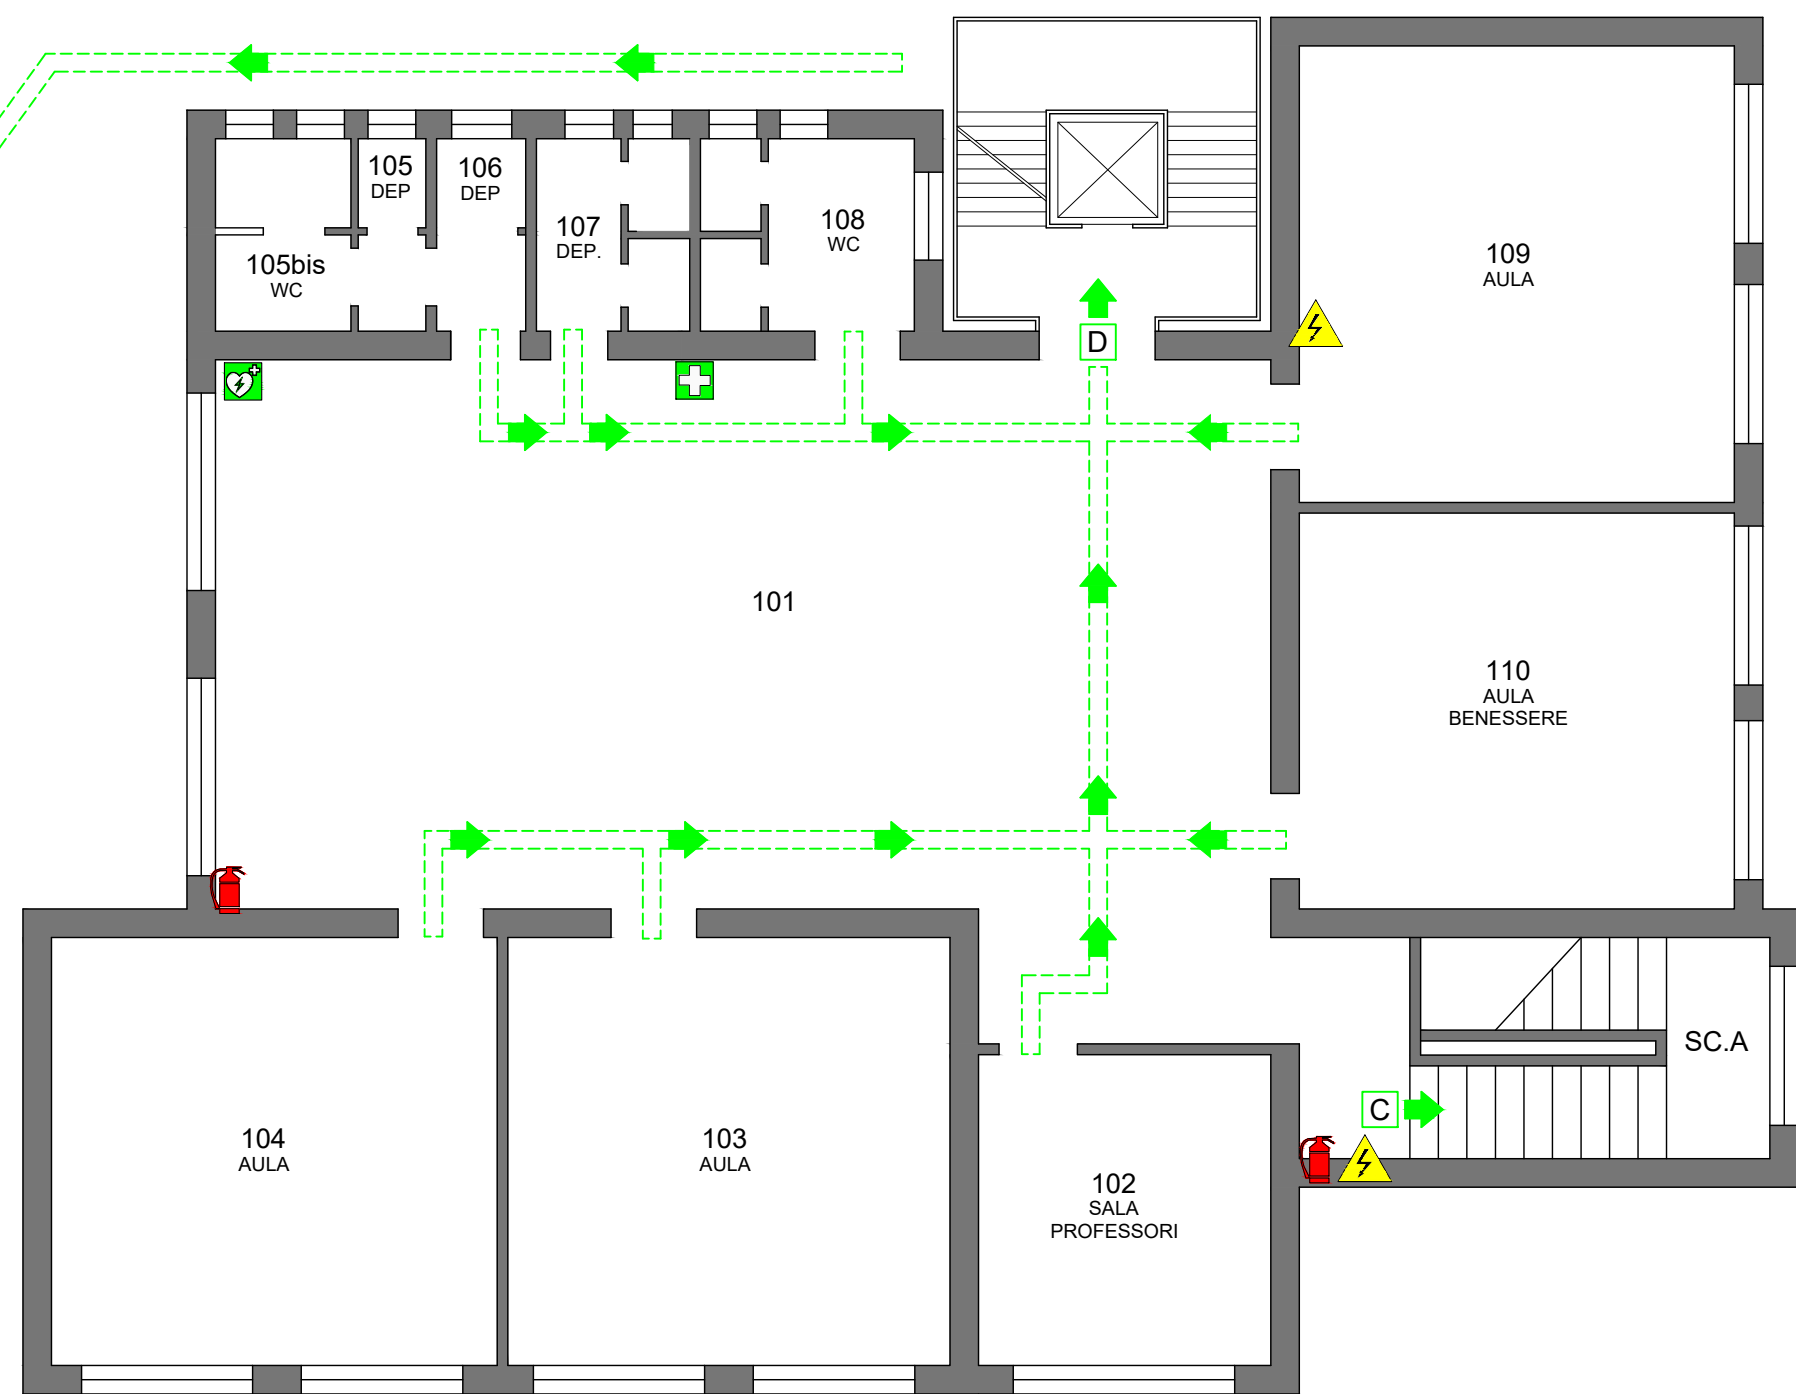 105
DEP
106
DEP
107
DEP.
108
WC
105bis
WC
109
AULA
D
101
110
AULA
BENESSERE
SC.A
C
104
AULA
103
AULA
102
SALA
PROFESSORI